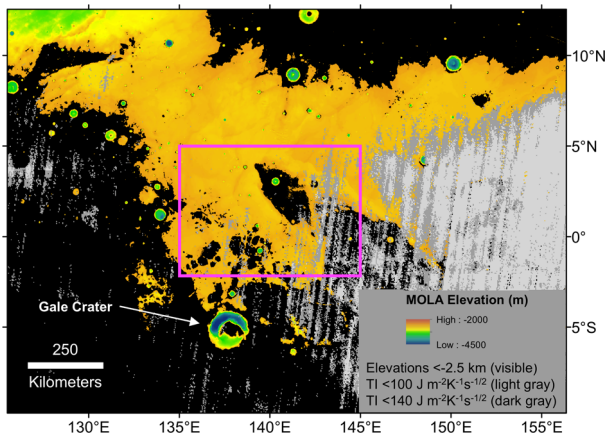 10°N
5°N
0°
Gale Crater
250
Kilometers
MOLA Elevation (m)
High : -2000
Low : -4500
Elevations <-2.5 km (visible)
TI <100 J m⁻²K⁻¹s⁻¹/² (light gray)
TI <140 J m⁻²K⁻¹s⁻¹/² (dark gray)
5°S
130°E 135°E 140°E 145°E 150°E 155°E